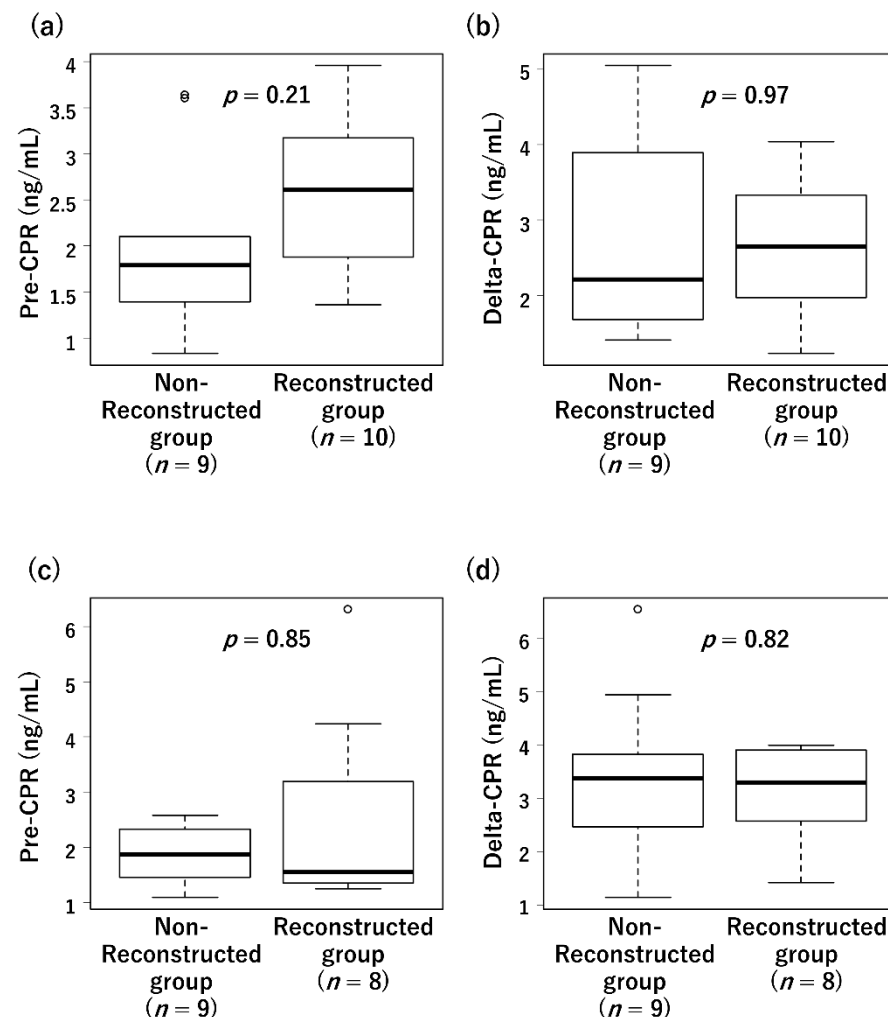 (a)
Pre-CPR (ng/mL)
4
3.5
3
2.5
2
1.5
1
p = 0.21
Non-
Reconstructed
group
(n = 9)
Reconstructed
group
(n = 10)
(b)
Delta-CPR (ng/mL)
5
4
3
2
p = 0.97
Non-
Reconstructed
group
(n = 9)
Reconstructed
group
(n = 10)
(c)
Pre-CPR (ng/mL)
6
5
4
3
2
1
p = 0.85
Non-
Reconstructed
group
(n = 9)
Reconstructed
group
(n = 8)
(d)
Delta-CPR (ng/mL)
6
5
4
3
2
1
p = 0.82
Non-
Reconstructed
group
(n = 9)
Reconstructed
group
(n = 8)